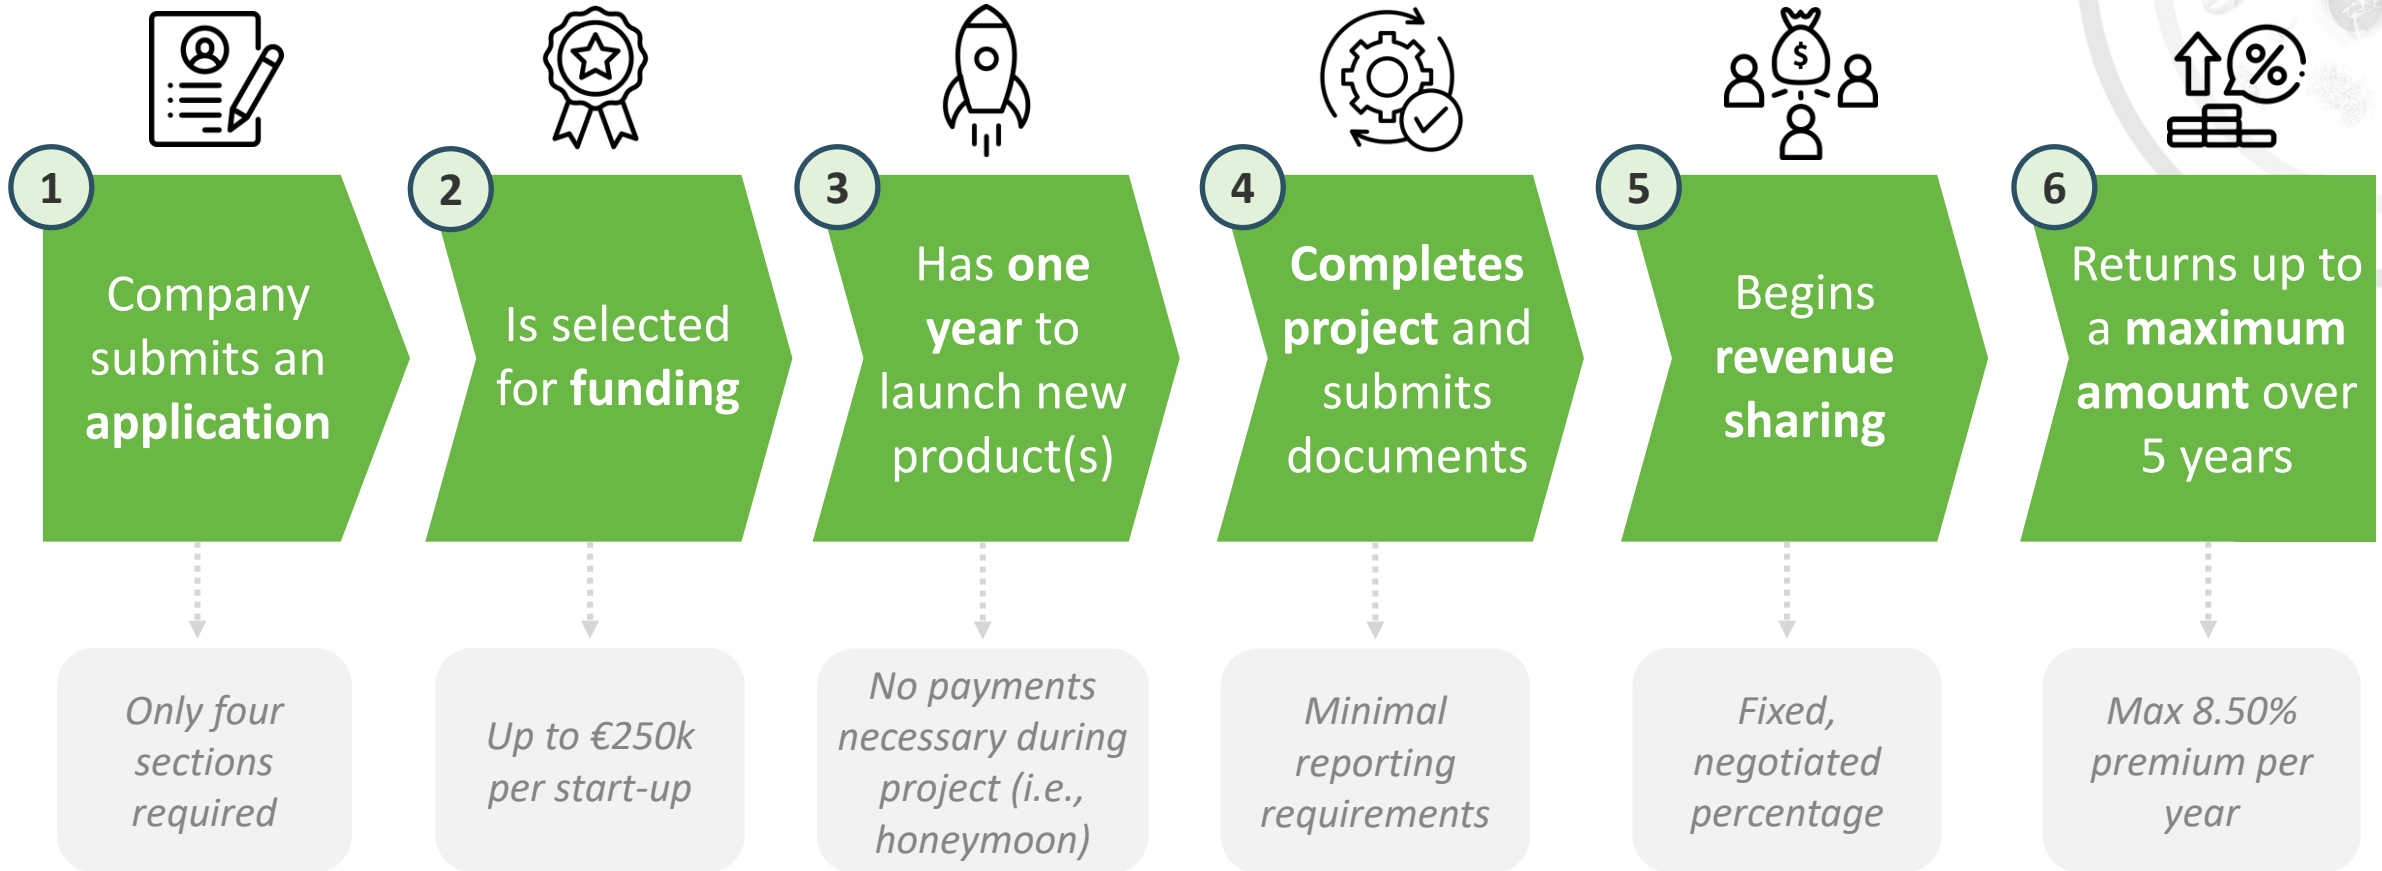 1
Company
submits an
application
Only four
sections
required
2
Is selected
for funding
Up to €250k
per start-up
3
Has one
year to
launch new
product(s)
No payments
necessary during
project (i.e.,
honeymoon)
4
Completes
project and
submits
documents
Minimal
reporting
requirements
$
5
Begins
revenue
sharing
Fixed,
negotiated
percentage
%
6
Returns up to
a maximum
amount over
5 years
Max 8.50%
premium per
year